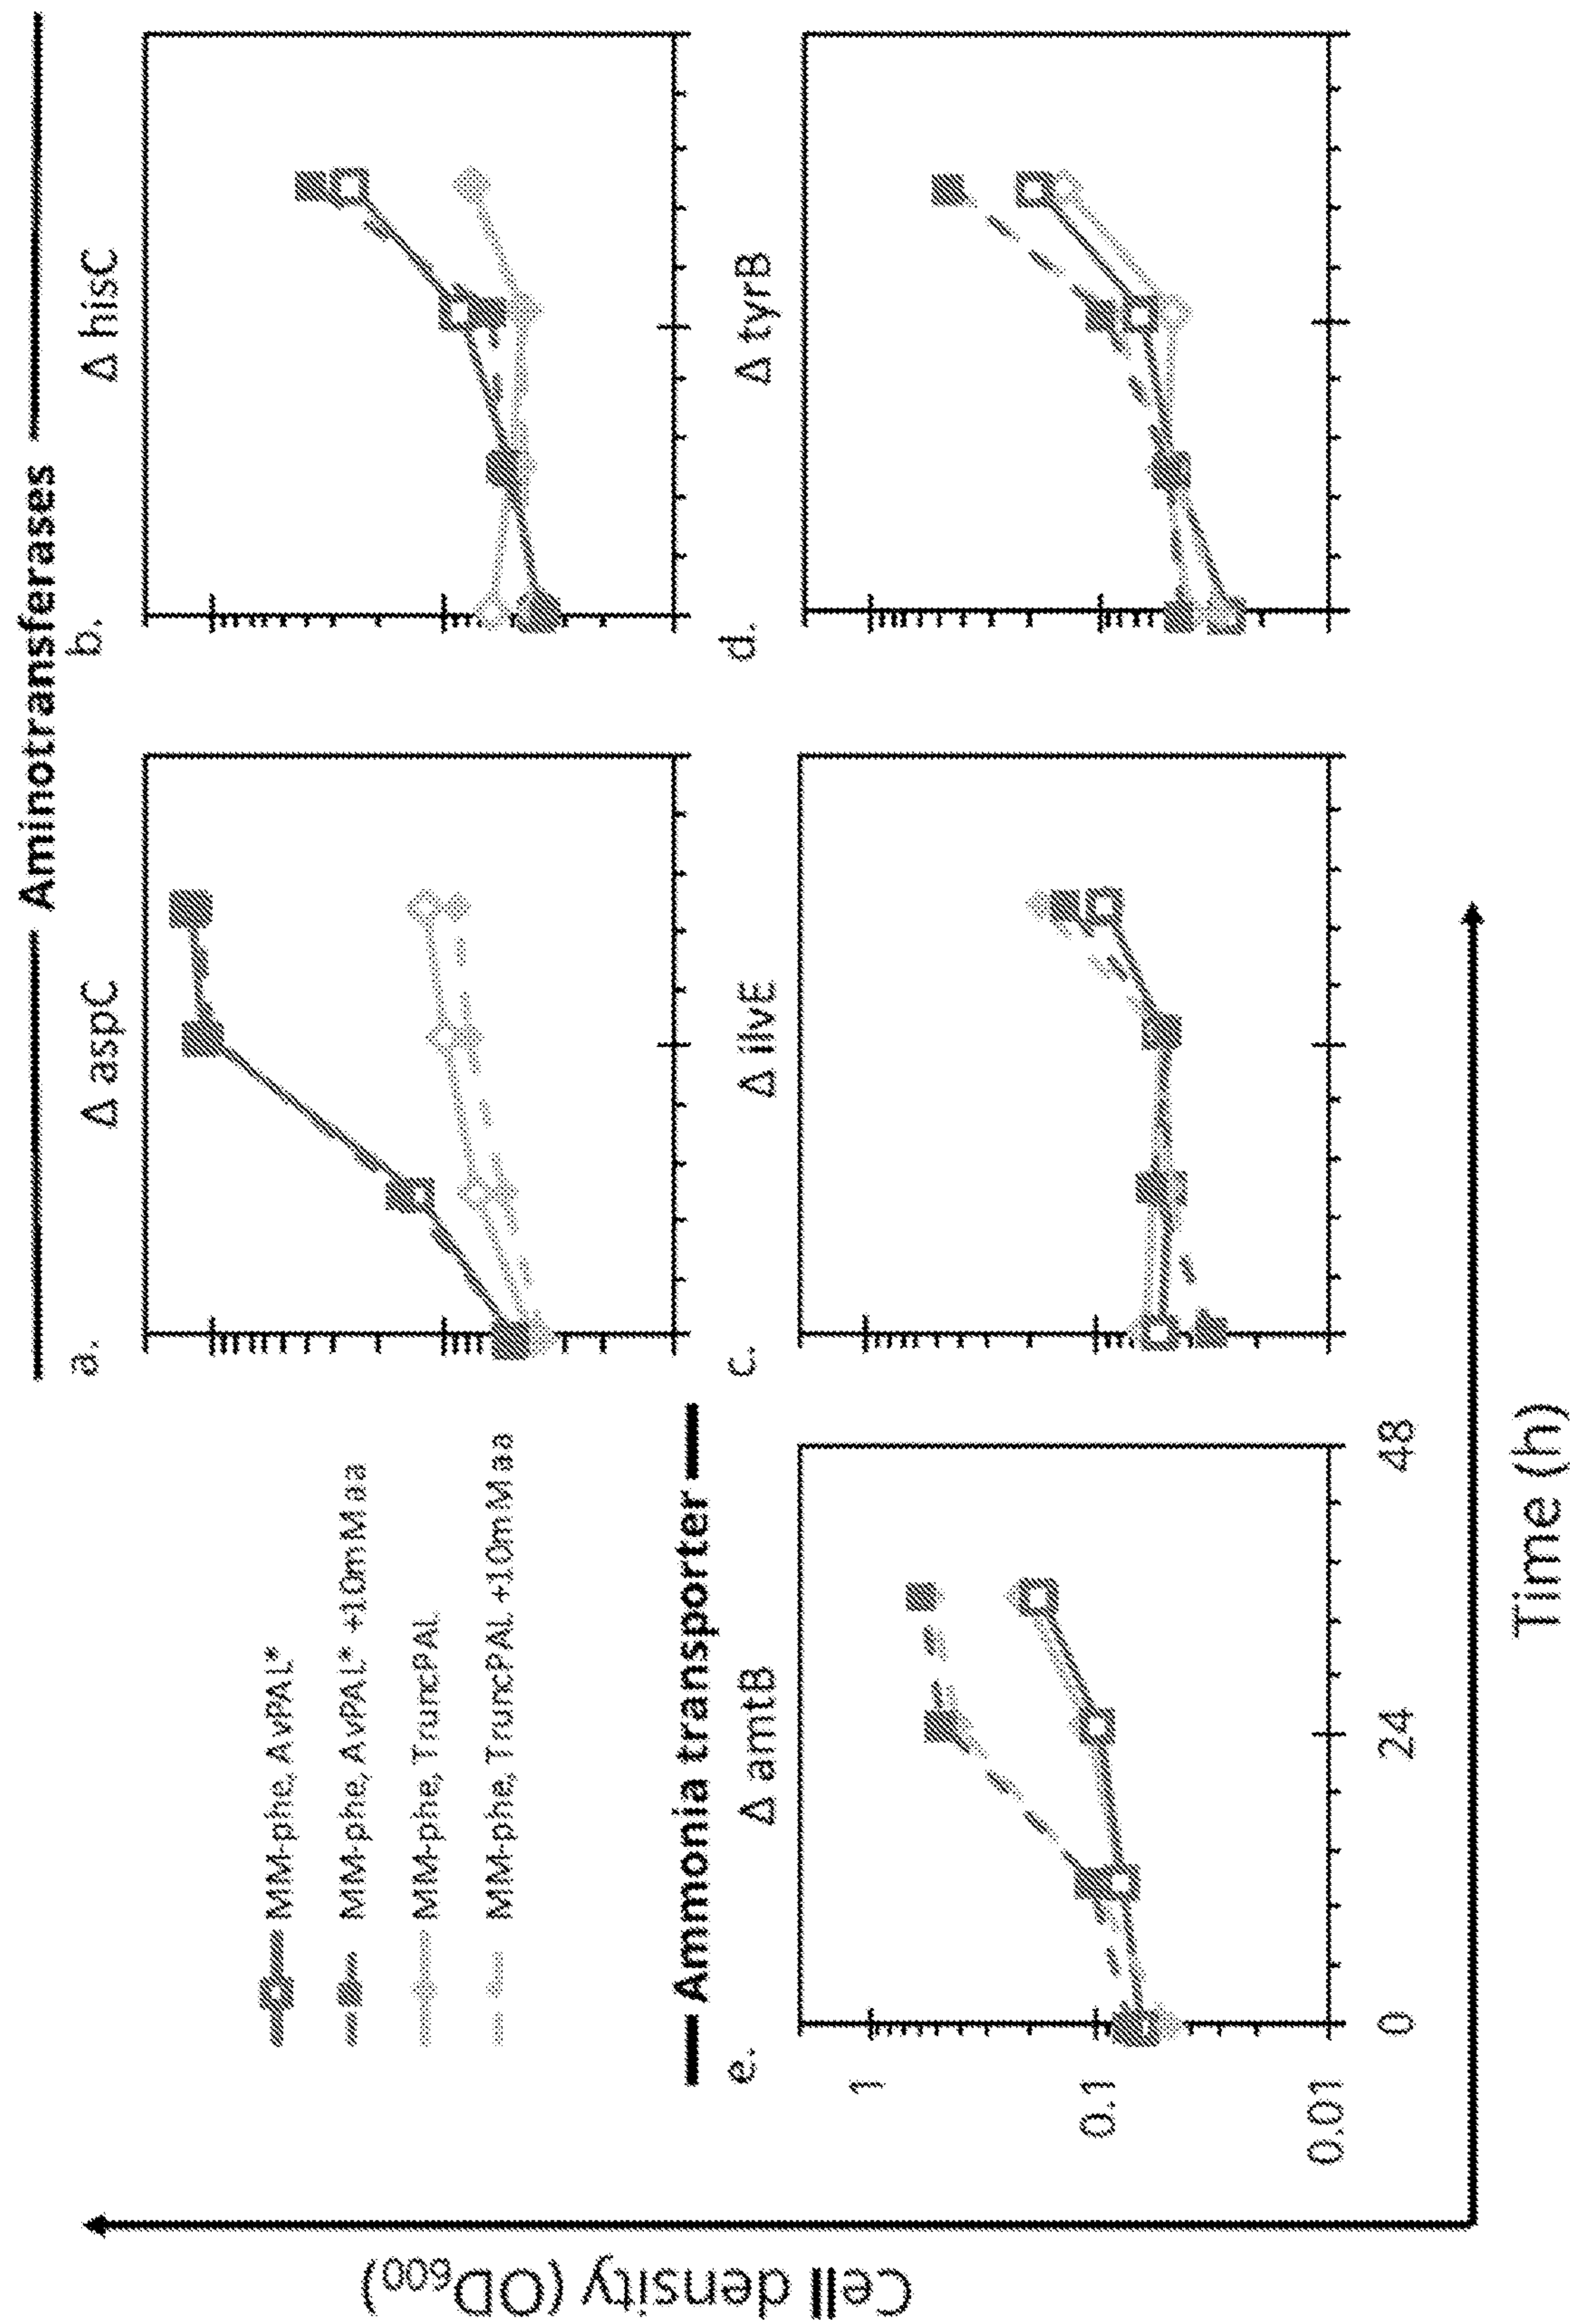 Aminotransferases
a.
Δ aspC
b.
Δ hisC
MM-phe, AvPAL*
MM-phe, AvPAL* +10mM aa
MM-phe, TruncPAL
MM-phe, TruncPAL +10mM aa
Ammonia transporter
e.
Δ amtB
c.
Δ ilvE
d.
Δ tyrB
1
0.1
0.01
0
24
48
Cell density (OD600)
Time (h)